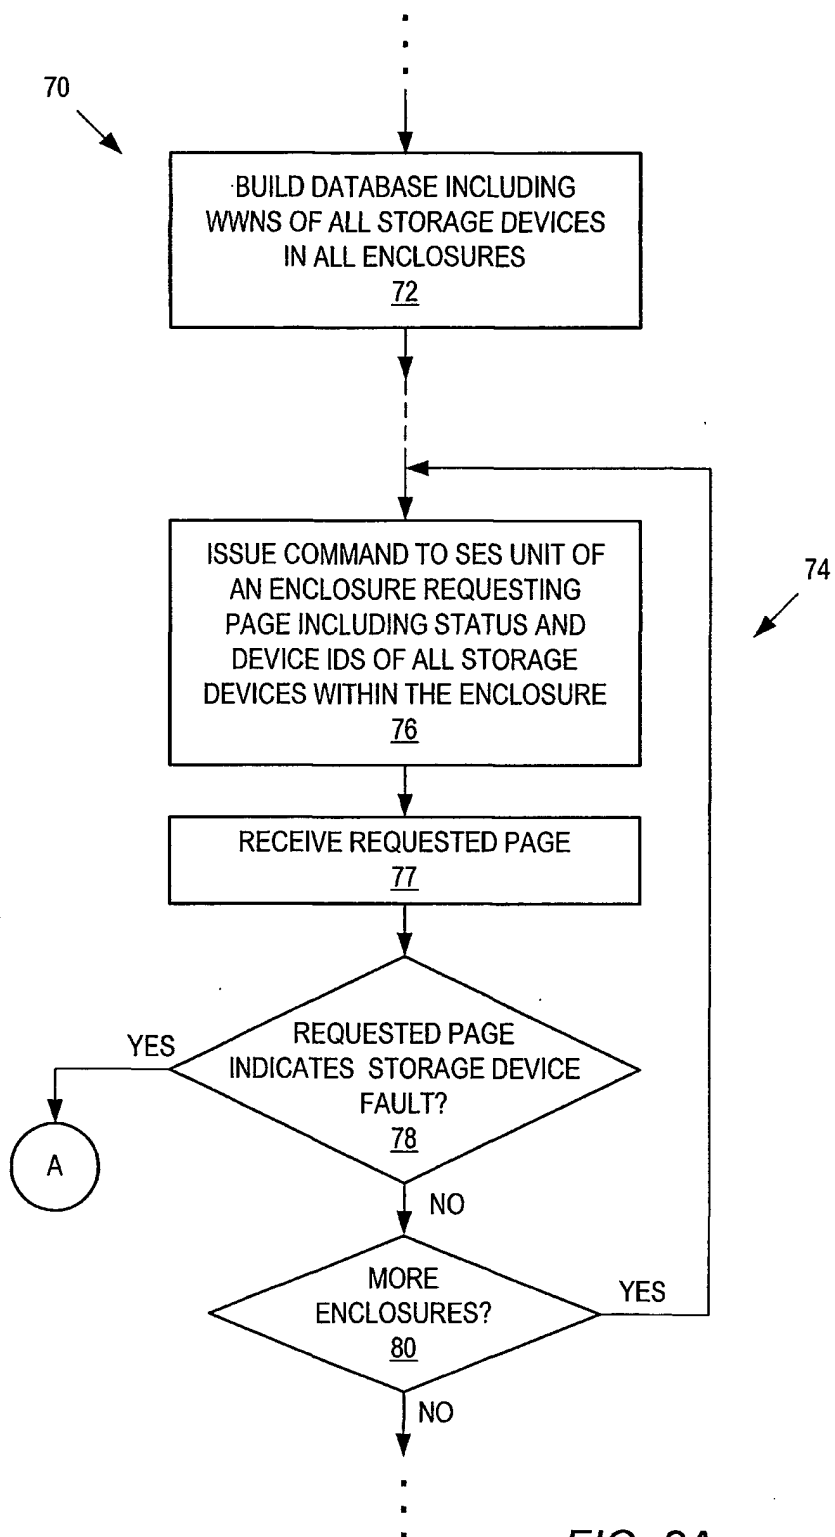 70
BUILD DATABASE INCLUDING
WWNS OF ALL STORAGE DEVICES
IN ALL ENCLOSURES
72
ISSUE COMMAND TO SES UNIT OF
AN ENCLOSURE REQUESTING
PAGE INCLUDING STATUS AND
DEVICE IDS OF ALL STORAGE
DEVICES WITHIN THE ENCLOSURE
76
74
RECEIVE REQUESTED PAGE
77
YES
REQUESTED PAGE
INDICATES STORAGE DEVICE
FAULT?
78
A
NO
MORE
ENCLOSURES?
80
YES
NO